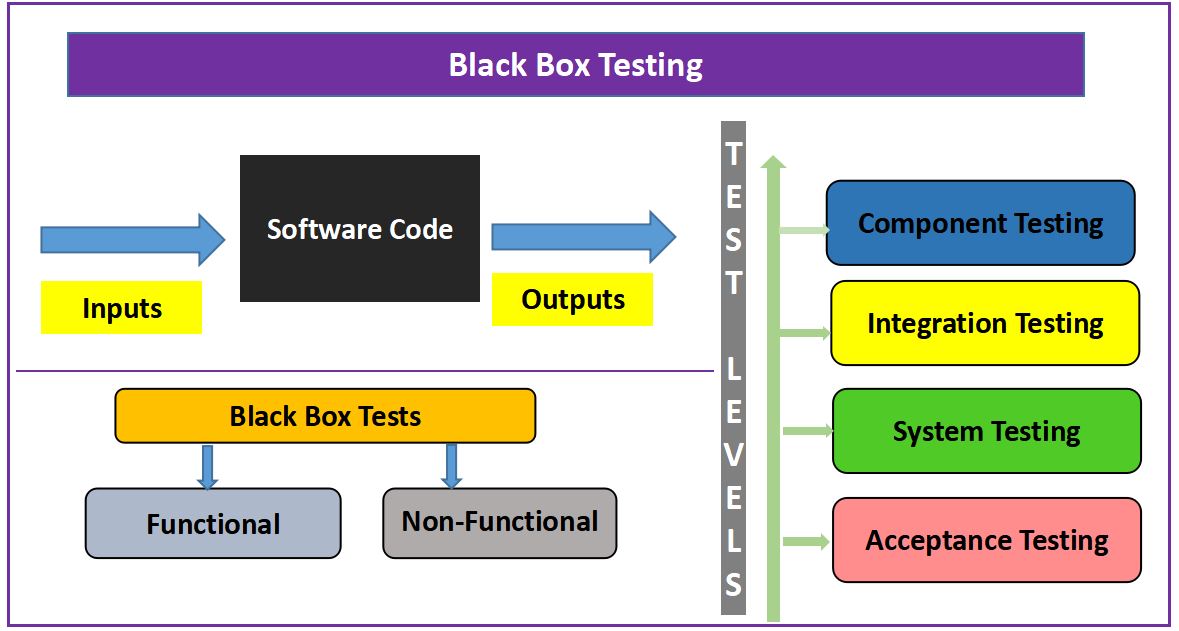 Black Box Testing
Software Code
Inputs
Outputs
Black Box Tests
Functional
Non-Functional
TEST LEVELS
Component Testing
Integration Testing
System Testing
Acceptance Testing